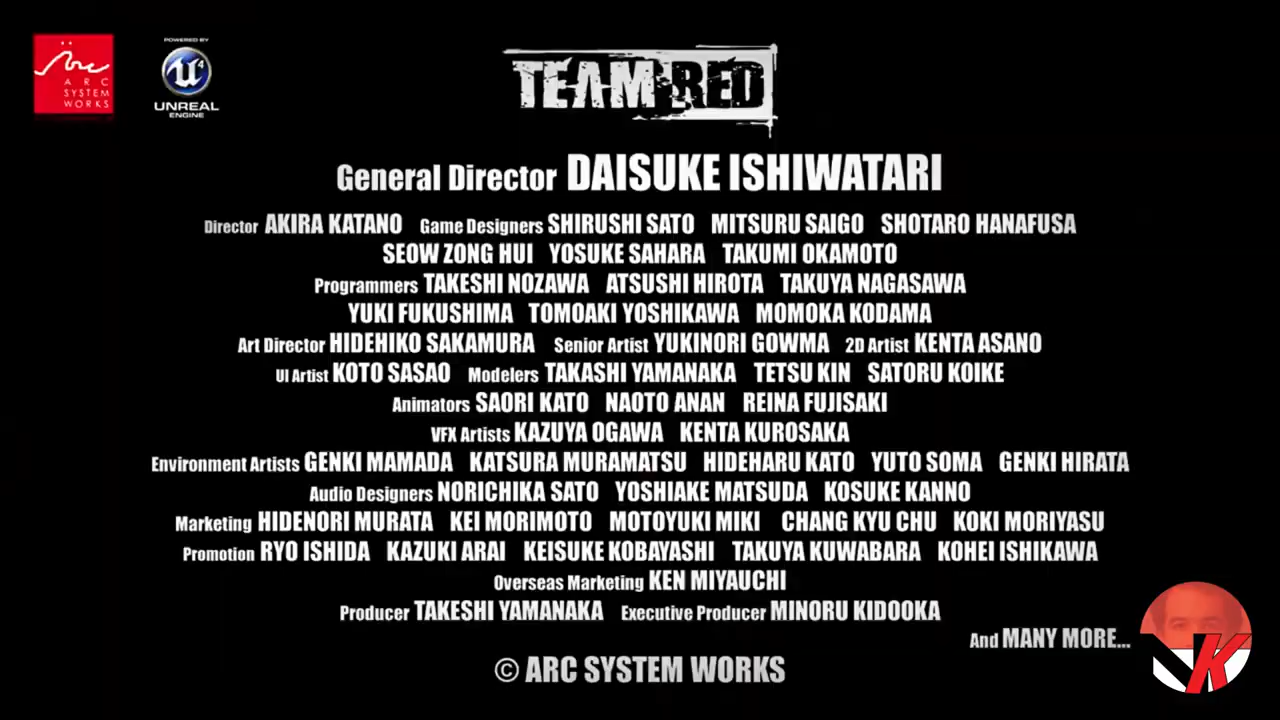 Arc
ARC
SYSTEM
WORKS
POWERED BY
U4
UNREAL
ENGINE
TEAM RED
General Director DAISUKE ISHIWATARI
Director AKIRA KATANO Game Designers SHIRUSHI SATO MITSURU SAIGO SHOTARO HANAFUSA
SEOW ZONG HUI YOSUKE SAHARA TAKUMI OKAMOTO
Programmers TAKESHI NOZAWA ATSUSHI HIROTA TAKUYA NAGASAWA
YUKI FUKUSHIMA TOMOAKI YOSHIKAWA MOMOKA KODAMA
Art Director HIDEHIKO SAKAMURA Senior Artist YUKINORI GOWMA 2D Artist KENTA ASANO
UI Artist KOTO SASAO Modelers TAKASHI YAMANAKA TETSU KIN SATORU KOIKE
Animators SAORI KATO NAOTO ANAN REINA FUJISAKI
VFX Artists KAZUYA OGAWA KENTA KUROSAKA
Environment Artists GENKI MAMADA KATSURA MURAMATSU HIDEHARU KATO YUTO SOMA GENKI HIRATA
Audio Designers NORICHIKA SATO YOSHIAKE MATSUDA KOSUKE KANNO
Marketing HIDENORI MURATA KEI MORIMOTO MOTOYUKI MIKI CHANG KYU CHU KOKI MORIYASU
Promotion RYO ISHIDA KAZUKI ARAI KEISUKE KOBAYASHI TAKUYA KUWABARA KOHEI ISHIKAWA
Overseas Marketing KEN MIYAUCHI
Producer TAKESHI YAMANAKA Executive Producer MINORU KIDOOKA
And MANY MORE...
© ARC SYSTEM WORKS
VK